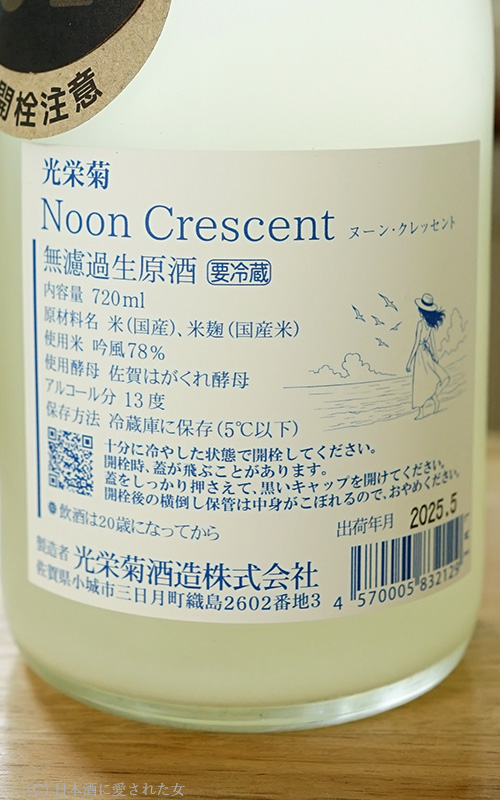 開栓注意
光栄菊
Noon Crescent ヌーン・クレッセント
無濾過生原酒 要冷蔵
内容量 720ml
原材料名 米(国産)、米麹(国産米)
使用米 吟風78%
使用酵母 佐賀はがくれ酵母
アルコール分 13度
保存方法 冷蔵庫に保存(5℃以下)
十分に冷やした状態で開栓してください。
開栓時、蓋が飛ぶことがあります。
蓋をしっかり押さえて、黒いキャップを開けてください。
開栓後の横倒し保管は中身がこぼれるので、おやめください。
飲酒は20歳になってから
出荷年月 2025.5
製造者 光栄菊酒造株式会社
佐賀県小城市三日月町織島2602番地3
4 570005 832129
日本酒に愛された女